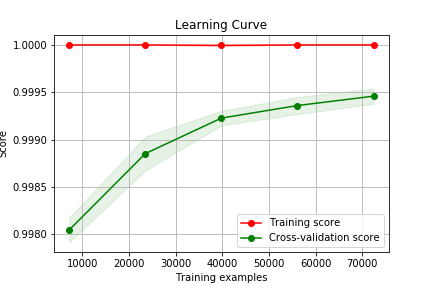 Learning Curve
1.0000
0.9995
0.9990
0.9985
0.9980
Score
10000 20000 30000 40000 50000 60000 70000
Training examples
Training score
Cross-validation score